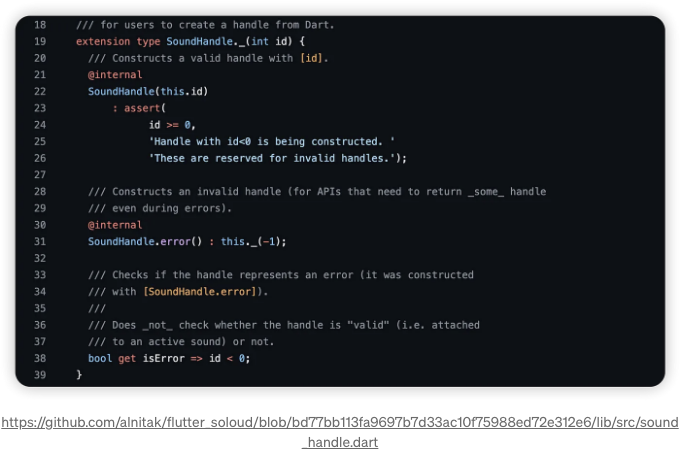 18 /// for users to create a handle from Dart.
19 extension type SoundHandle._(int id) {
20 /// Constructs a valid handle with [id].
21 @internal
22 SoundHandle(this.id)
23 : assert(
24 id >= 0,
25 'Handle with id<0 is being constructed. '
26 'These are reserved for invalid handles.');
27
28 /// Constructs an invalid handle (for APIs that need to return _some_ handle
29 /// even during errors).
30 @internal
31 SoundHandle.error() : this._(-1);
32
33 /// Checks if the handle represents an error (it was constructed
34 /// with [SoundHandle.error]).
35 ///
36 /// Does _not_ check whether the handle is "valid" (i.e. attached
37 /// to an active sound) or not.
38 bool get isError => id < 0;
39 }
https://github.com/alnitak/flutter_soloud/blob/bd77bb113fa9697b7d33ac10f75988ed72e312e6/lib/src/sound
_handle.dart